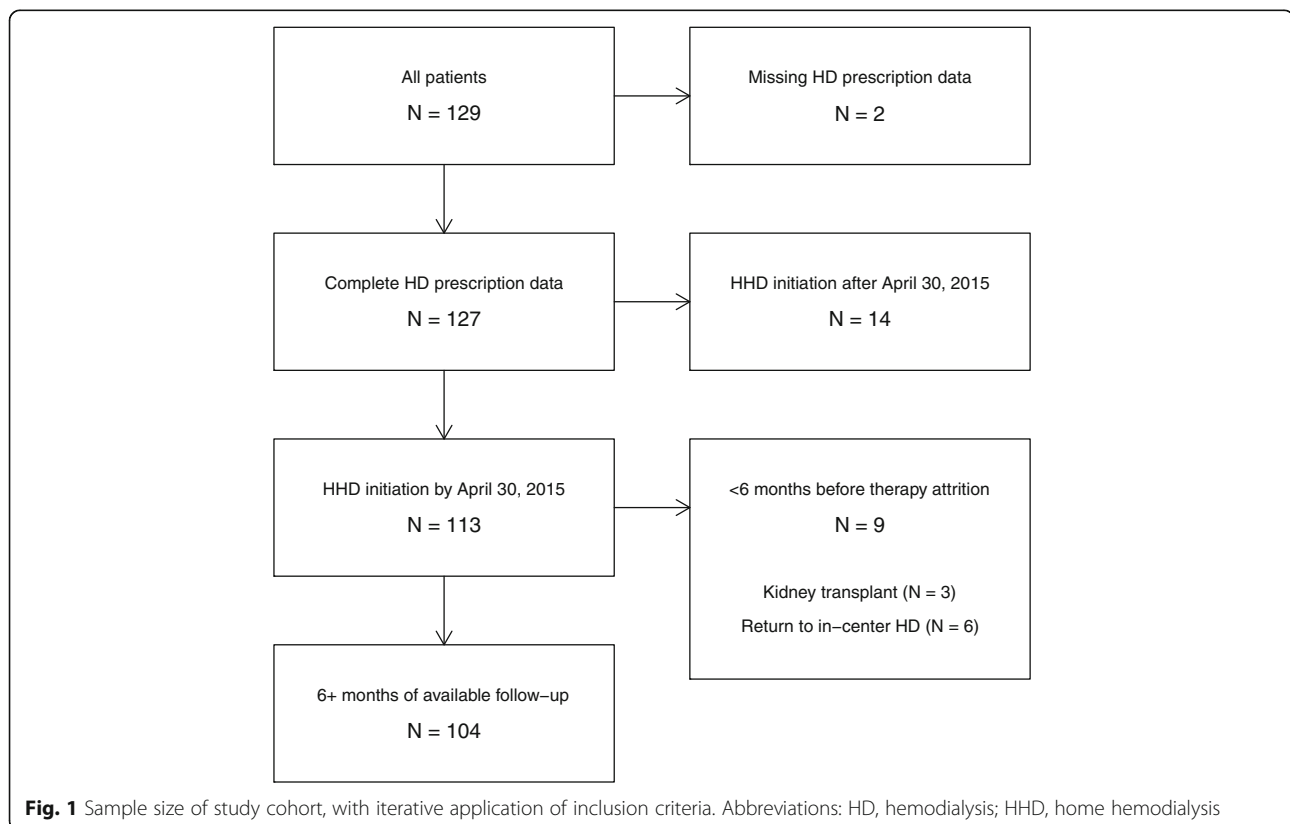 All patients
N = 129
Missing HD prescription data
N = 2
Complete HD prescription data
N = 127
HHD initiation after April 30, 2015
N = 14
HHD initiation by April 30, 2015
N = 113
<6 months before therapy attrition
N = 9
Kidney transplant (N = 3)
Return to in−center HD (N = 6)
6+ months of available follow−up
N = 104
Fig. 1 Sample size of study cohort, with iterative application of inclusion criteria. Abbreviations: HD, hemodialysis; HHD, home hemodialysis